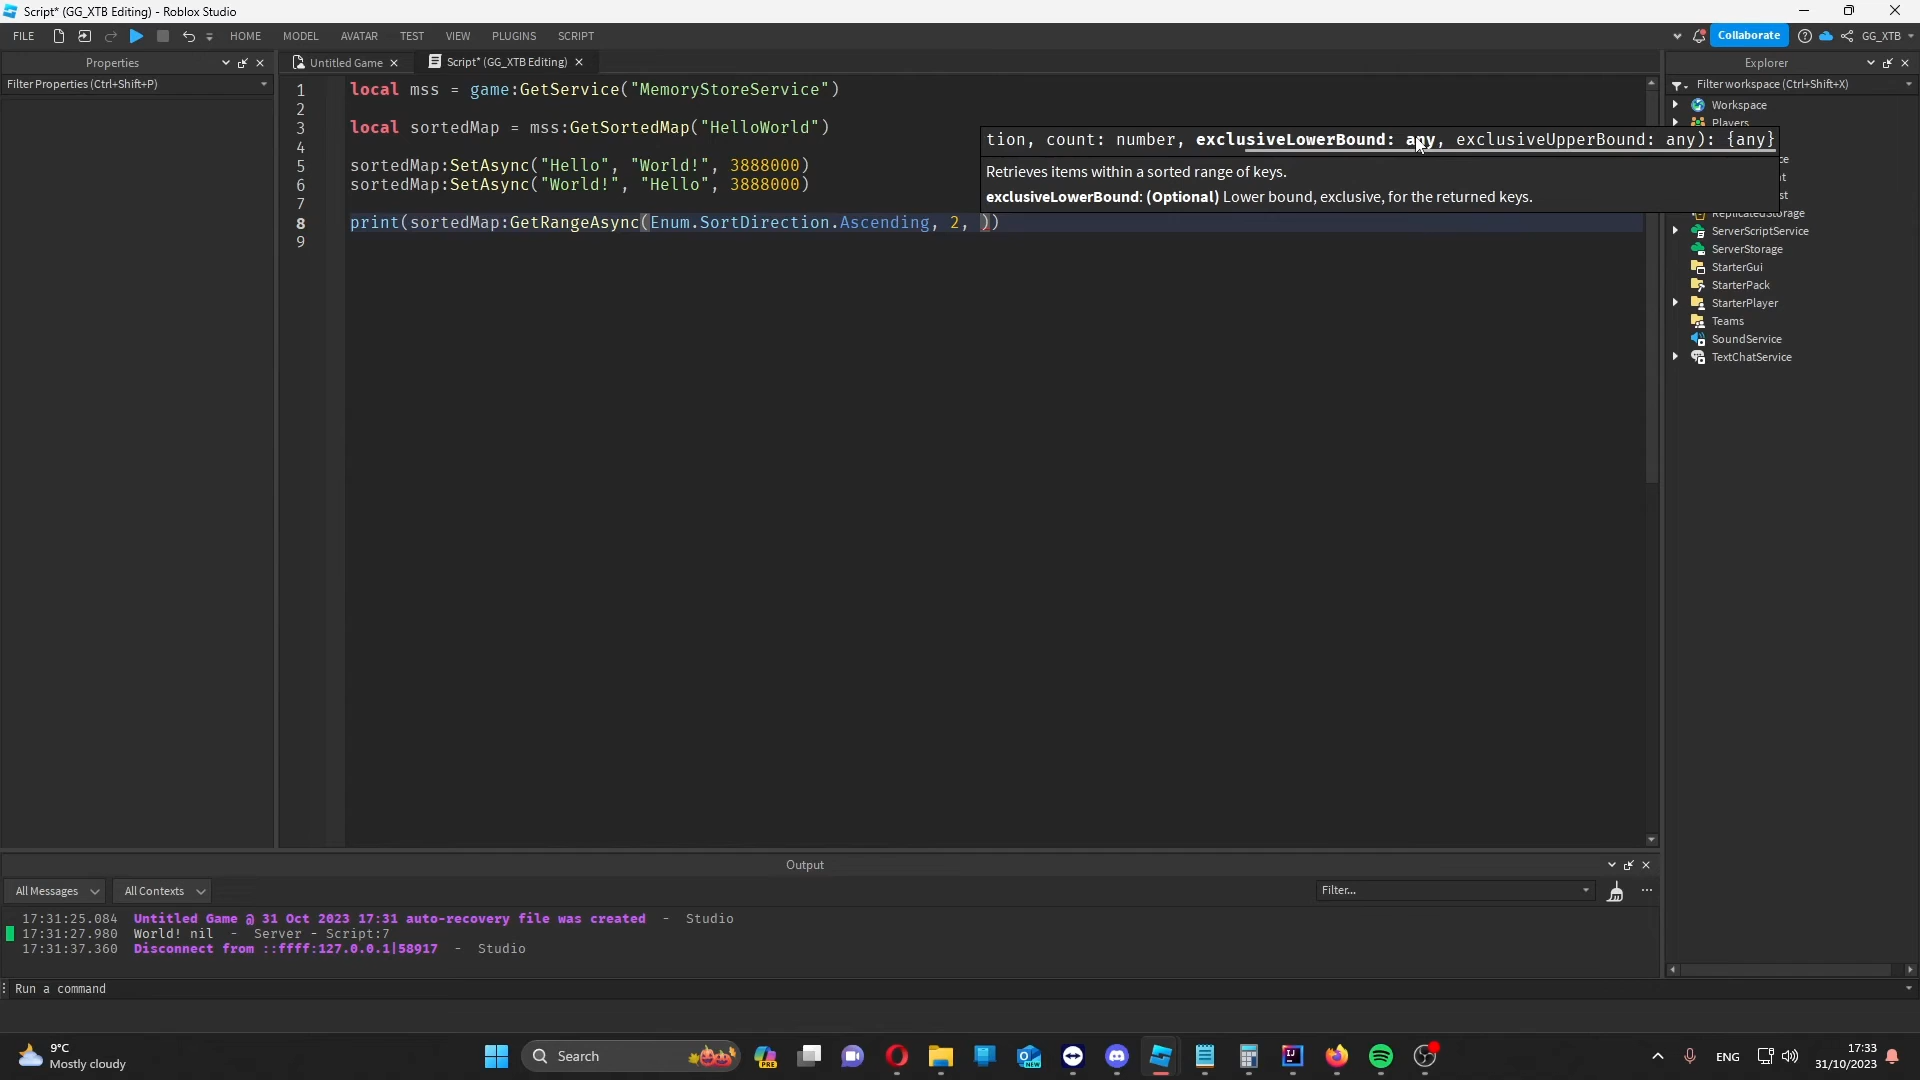 Script* (GG_XTB Editing) - Roblox Studio
FILE HOME MODEL AVATAR TEST VIEW PLUGINS SCRIPT Collaborate GG_XTB
Properties
Filter Properties (Ctrl+Shift+P)
Untitled Game
Script* (GG_XTB Editing)
1 local mss = game:GetService("MemoryStoreService")
2
3 local sortedMap = mss:GetSortedMap("HelloWorld")
4
5 sortedMap:SetAsync("Hello", "World!", 3888000)
6 sortedMap:SetAsync("World!", "Hello", 3888000)
7
8 print(sortedMap:GetRangeAsync(Enum.SortDirection.Ascending, 2, ))
9
tion, count: number, exclusiveLowerBound: any, exclusiveUpperBound: any): {any}
Retrieves items within a sorted range of keys.
exclusiveLowerBound: (Optional) Lower bound, exclusive, for the returned keys.
Explorer
Filter workspace (Ctrl+Shift+X)
Workspace
Players
ReplicatedStorage
ServerScriptService
ServerStorage
StarterGui
StarterPack
StarterPlayer
Teams
SoundService
TextChatService
Output
All Messages All Contexts Filter...
17:31:25.084 Untitled Game @ 31 Oct 2023 17:31 auto-recovery file was created - Studio
17:31:27.980 World! nil - Server - Script:7
17:31:37.360 Disconnect from ::ffff:127.0.0.1|58917 - Studio
Run a command
9°C
Mostly cloudy
Search
PRE
ENG
17:33
31/10/2023